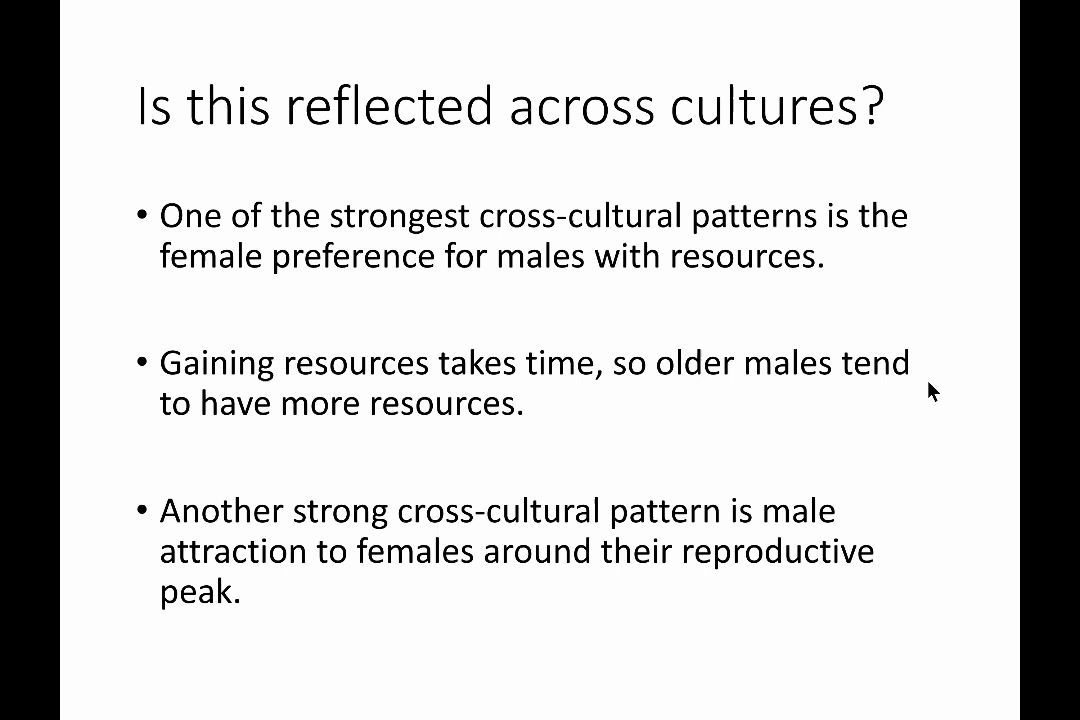 Is this reflected across cultures?
• One of the strongest cross-cultural patterns is the
female preference for males with resources.
• Gaining resources takes time, so older males tend
to have more resources.
• Another strong cross-cultural pattern is male
attraction to females around their reproductive
peak.